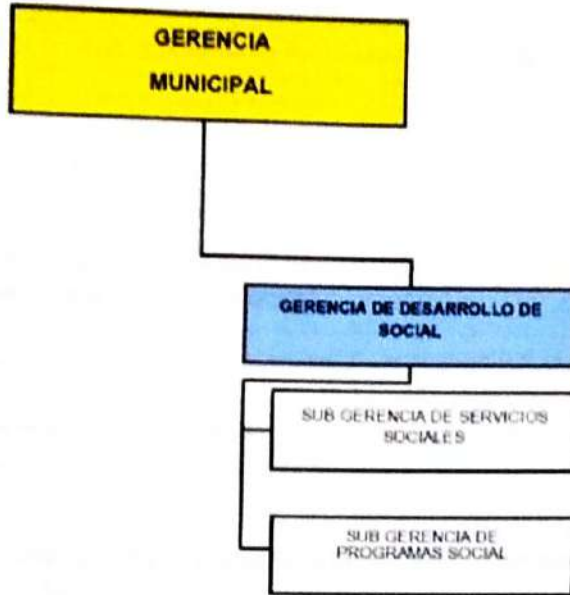 GERENCIA
MUNICIPAL
GERENCIA DE DESARROLLO DE
SOCIAL
SUB GERENCIA DE SERVICIOS
SOCIALES
SUB GERENCIA DE
PROGRAMAS SOCIAL